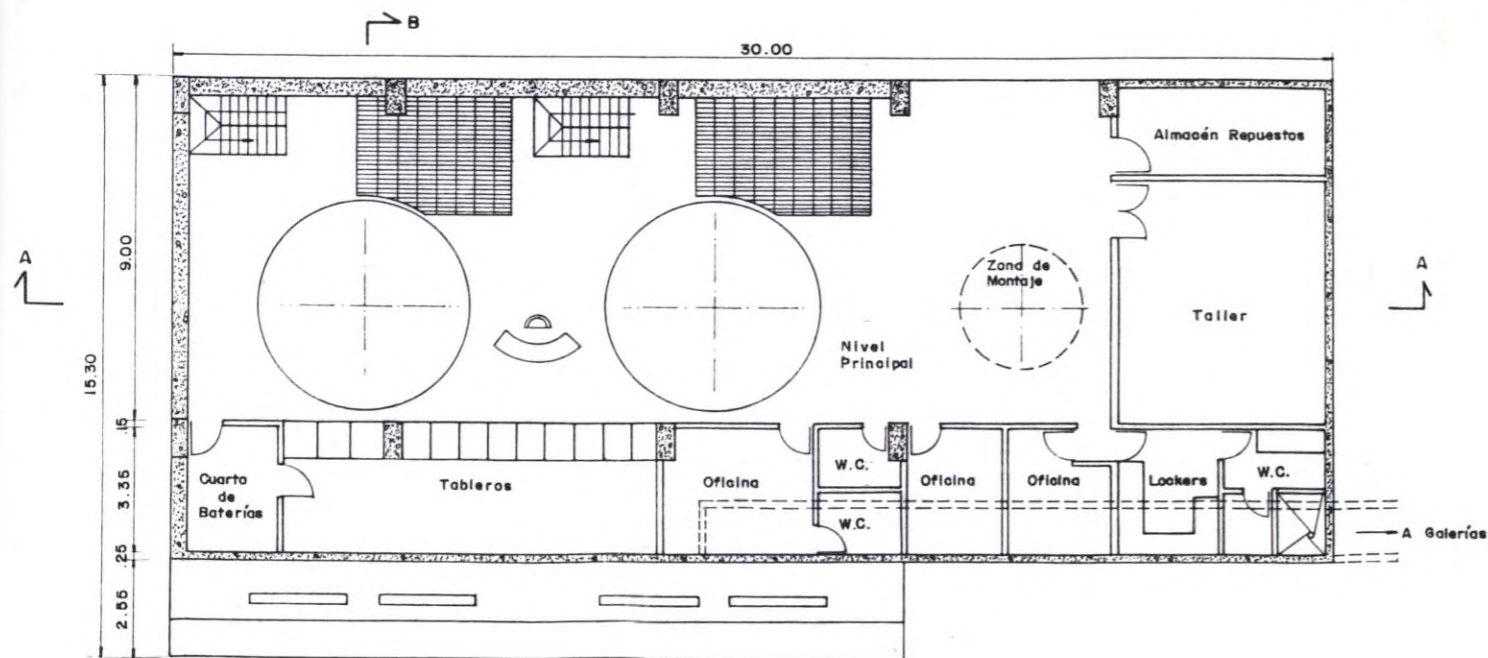 B
30.00
Almacén Repuestos
9.00
A
Zona de
Montaje
A
15.30
Taller
Nivel
Principal
.15
Cuarto
de
Baterías
Tableros
Oficina
W.C.
W.C.
Oficina
Oficina
Lockers
W.C.
3.35
A Galerías
.25
2.55